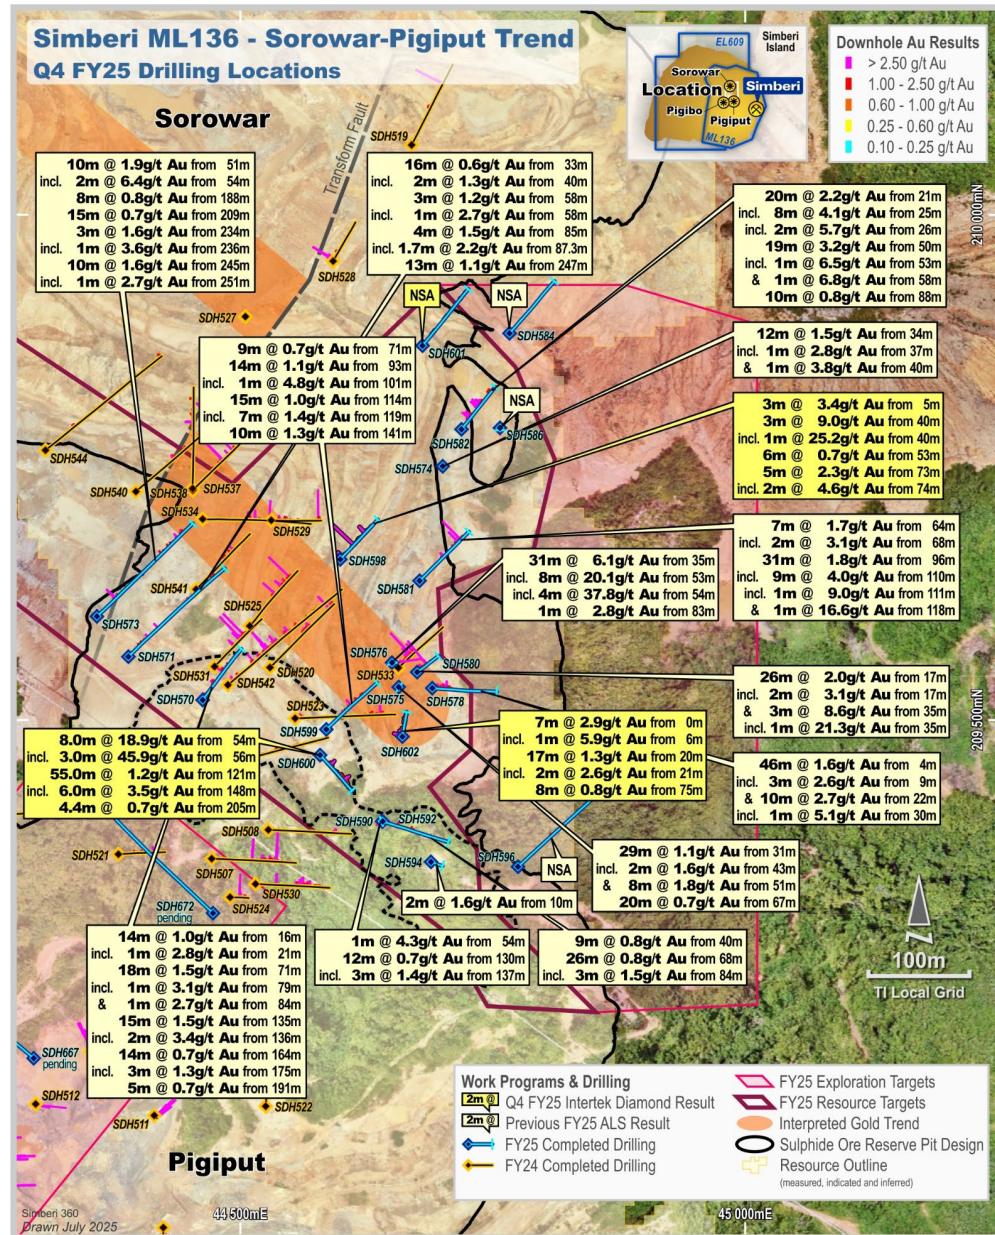 Simberi ML136 - Sorowar-Pigiput Trend
Q4 FY25 Drilling Locations
EL609
Simberi
Island
Sorowar
Location
Simberi
Pigibo
Pigiput
ML136
Downhole Au Results
> 2.50 g/t Au
1.00 - 2.50 g/t Au
0.60 - 1.00 g/t Au
0.25 - 0.60 g/t Au
0.10 - 0.25 g/t Au
Sorowar
Transform Fault
SDH519
10m @ 1.9g/t Au from 51m
incl. 2m @ 6.4g/t Au from 54m
8m @ 0.8g/t Au from 188m
15m @ 0.7g/t Au from 209m
3m @ 1.6g/t Au from 234m
incl. 1m @ 3.6g/t Au from 236m
10m @ 1.6g/t Au from 245m
incl. 1m @ 2.7g/t Au from 251m
16m @ 0.6g/t Au from 33m
incl. 2m @ 1.3g/t Au from 40m
3m @ 1.2g/t Au from 58m
incl. 1m @ 2.7g/t Au from 58m
4m @ 1.5g/t Au from 85m
incl. 1.7m @ 2.2g/t Au from 87.3m
13m @ 1.1g/t Au from 247m
20m @ 2.2g/t Au from 21m
incl. 8m @ 4.1g/t Au from 25m
incl. 2m @ 5.7g/t Au from 26m
19m @ 3.2g/t Au from 50m
incl. 1m @ 6.5g/t Au from 53m
& 1m @ 6.8g/t Au from 58m
10m @ 0.8g/t Au from 88m
210 000mN
SDH528
SDH527
NSA
NSA
SDH601
SDH584
9m @ 0.7g/t Au from 71m
14m @ 1.1g/t Au from 93m
incl. 1m @ 4.8g/t Au from 101m
15m @ 1.0g/t Au from 114m
incl. 7m @ 1.4g/t Au from 119m
10m @ 1.3g/t Au from 141m
12m @ 1.5g/t Au from 34m
incl. 1m @ 2.8g/t Au from 37m
& 1m @ 3.8g/t Au from 40m
NSA
SDH582
SDH586
SDH574
3m @ 3.4g/t Au from 5m
3m @ 9.0g/t Au from 40m
incl. 1m @ 25.2g/t Au from 40m
6m @ 0.7g/t Au from 53m
5m @ 2.3g/t Au from 73m
incl. 2m @ 4.6g/t Au from 74m
SDH544
SDH540
SDH538
SDH537
SDH534
SDH529
SDH598
SDH581
7m @ 1.7g/t Au from 64m
incl. 2m @ 3.1g/t Au from 68m
31m @ 1.8g/t Au from 96m
incl. 9m @ 4.0g/t Au from 110m
incl. 1m @ 9.0g/t Au from 111m
& 1m @ 16.6g/t Au from 118m
31m @ 6.1g/t Au from 35m
incl. 8m @ 20.1g/t Au from 53m
incl. 4m @ 37.8g/t Au from 54m
1m @ 2.8g/t Au from 83m
SDH541
SDH573
SDH525
SDH571
SDH531
SDH520
SDH542
SDH570
SDH576
SDH533
SDH580
SDH575
SDH578
26m @ 2.0g/t Au from 17m
incl. 2m @ 3.1g/t Au from 17m
& 3m @ 8.6g/t Au from 35m
incl. 1m @ 21.3g/t Au from 35m
209 500mN
SDH523
SDH599
SDH602
SDH600
8.0m @ 18.9g/t Au from 54m
incl. 3.0m @ 45.9g/t Au from 56m
55.0m @ 1.2g/t Au from 121m
incl. 6.0m @ 3.5g/t Au from 148m
4.4m @ 0.7g/t Au from 205m
7m @ 2.9g/t Au from 0m
incl. 1m @ 5.9g/t Au from 6m
17m @ 1.3g/t Au from 20m
incl. 2m @ 2.6g/t Au from 21m
8m @ 0.8g/t Au from 75m
46m @ 1.6g/t Au from 4m
incl. 3m @ 2.6g/t Au from 9m
& 10m @ 2.7g/t Au from 22m
incl. 1m @ 5.1g/t Au from 30m
SDH590
SDH592
SDH594
SDH596
NSA
SDH508
SDH521
SDH507
SDH530
SDH524
SDH672
pending
29m @ 1.1g/t Au from 31m
incl. 2m @ 1.6g/t Au from 43m
& 8m @ 1.8g/t Au from 51m
20m @ 0.7g/t Au from 67m
2m @ 1.6g/t Au from 10m
14m @ 1.0g/t Au from 16m
incl. 1m @ 2.8g/t Au from 21m
18m @ 1.5g/t Au from 71m
incl. 1m @ 3.1g/t Au from 79m
& 1m @ 2.7g/t Au from 84m
15m @ 1.5g/t Au from 135m
incl. 2m @ 3.4g/t Au from 136m
14m @ 0.7g/t Au from 164m
incl. 3m @ 1.3g/t Au from 175m
5m @ 0.7g/t Au from 191m
1m @ 4.3g/t Au from 54m
12m @ 0.7g/t Au from 130m
incl. 3m @ 1.4g/t Au from 137m
9m @ 0.8g/t Au from 40m
26m @ 0.8g/t Au from 68m
incl. 3m @ 1.5g/t Au from 84m
N
100m
TI Local Grid
SDH667
pending
SDH512
SDH511
SDH522
Pigiput
Work Programs & Drilling
2m @ Q4 FY25 Intertek Diamond Result
2m @ Previous FY25 ALS Result
FY25 Completed Drilling
FY24 Completed Drilling
FY25 Exploration Targets
FY25 Resource Targets
Interpreted Gold Trend
Sulphide Ore Reserve Pit Design
Resource Outline
(measured, indicated and inferred)
Simberi 360
Drawn July 2025
44 500mE
45 000mE